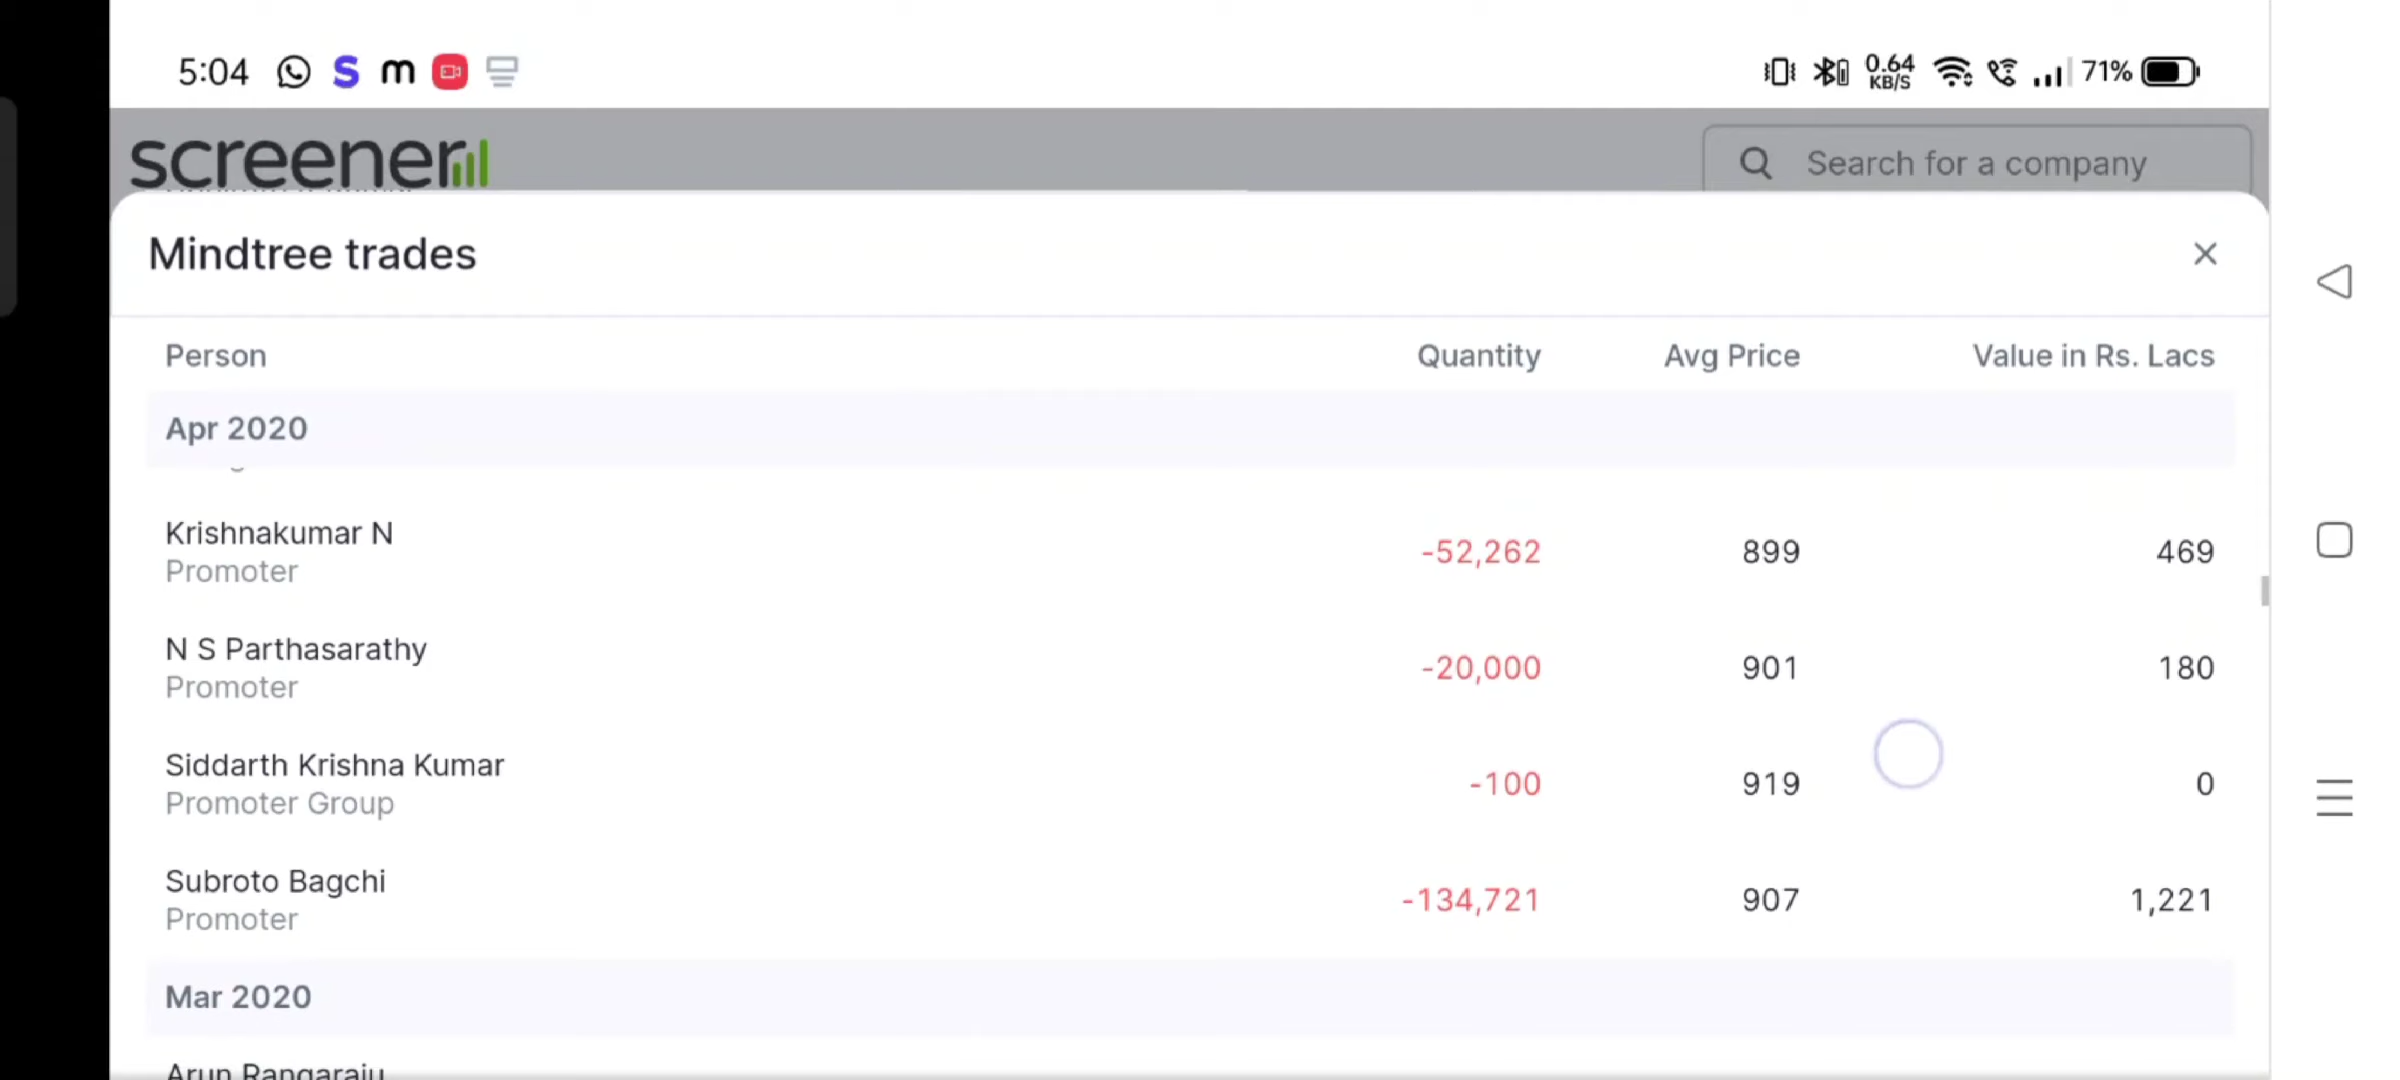 5:04 S m 0.64 KB/S 71%
screener Search for a company
Mindtree trades
Person Quantity Avg Price Value in Rs. Lacs
Apr 2020
Krishnakumar N
Promoter -52,262 899 469
N S Parthasarathy
Promoter -20,000 901 180
Siddarth Krishna Kumar
Promoter Group -100 919 0
Subroto Bagchi
Promoter -134,721 907 1,221
Mar 2020
Arun Rangaraju